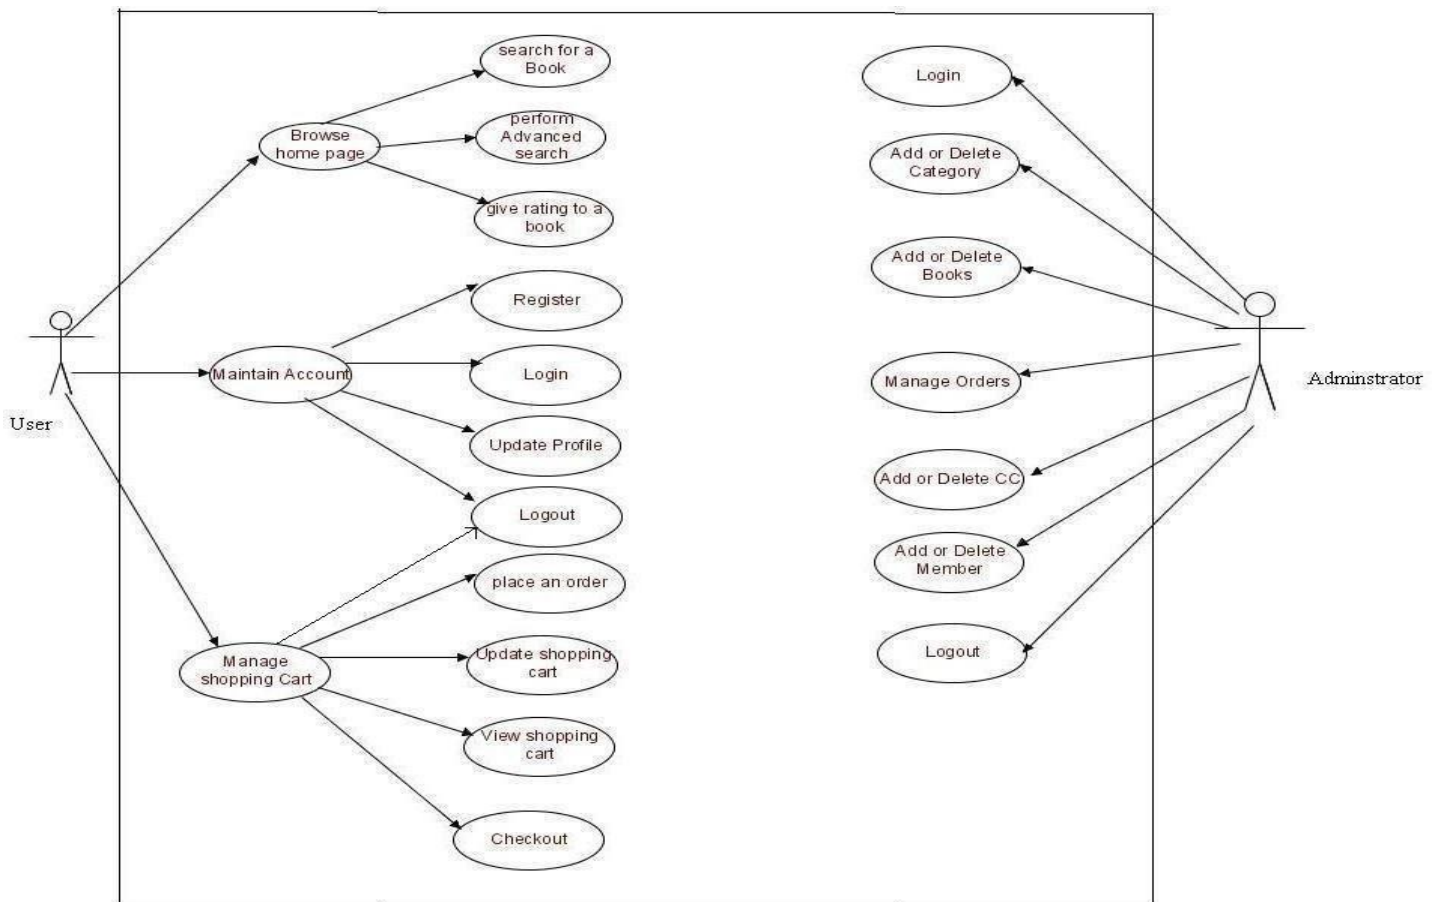 search for a
Book
perform
Advanced
search
give rating to a
book
Browse
home page
Register
Login
Update Profile
Logout
Maintain Account
User
place an order
Update shopping
cart
View shopping
cart
Checkout
Manage
shopping Cart
Login
Add or Delete
Category
Add or Delete
Books
Manage Orders
Add or Delete CC
Add or Delete
Member
Logout
Adminstrator